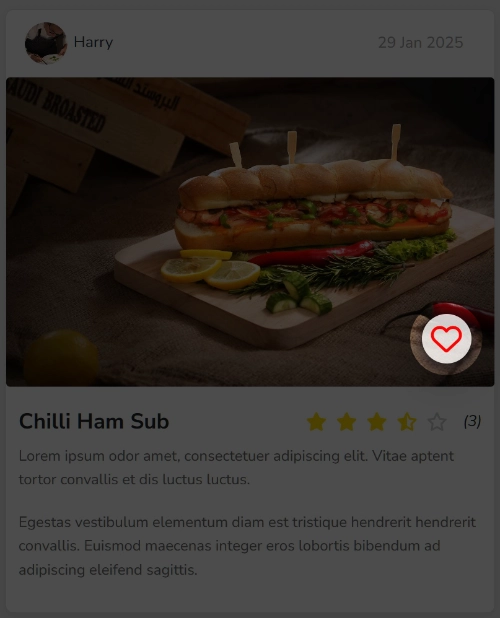 Harry
29 Jan 2025
AUDI BROASTED
Chilli Ham Sub
(3)
Lorem ipsum odor amet, consectetuer adipiscing elit. Vitae aptent
tortor convallis et dis luctus luctus.
Egestas vestibulum elementum diam est tristique hendrerit hendrerit
convallis. Euismod maecenas integer eros lobortis bibendum ad
adipiscing eleifend sagittis.